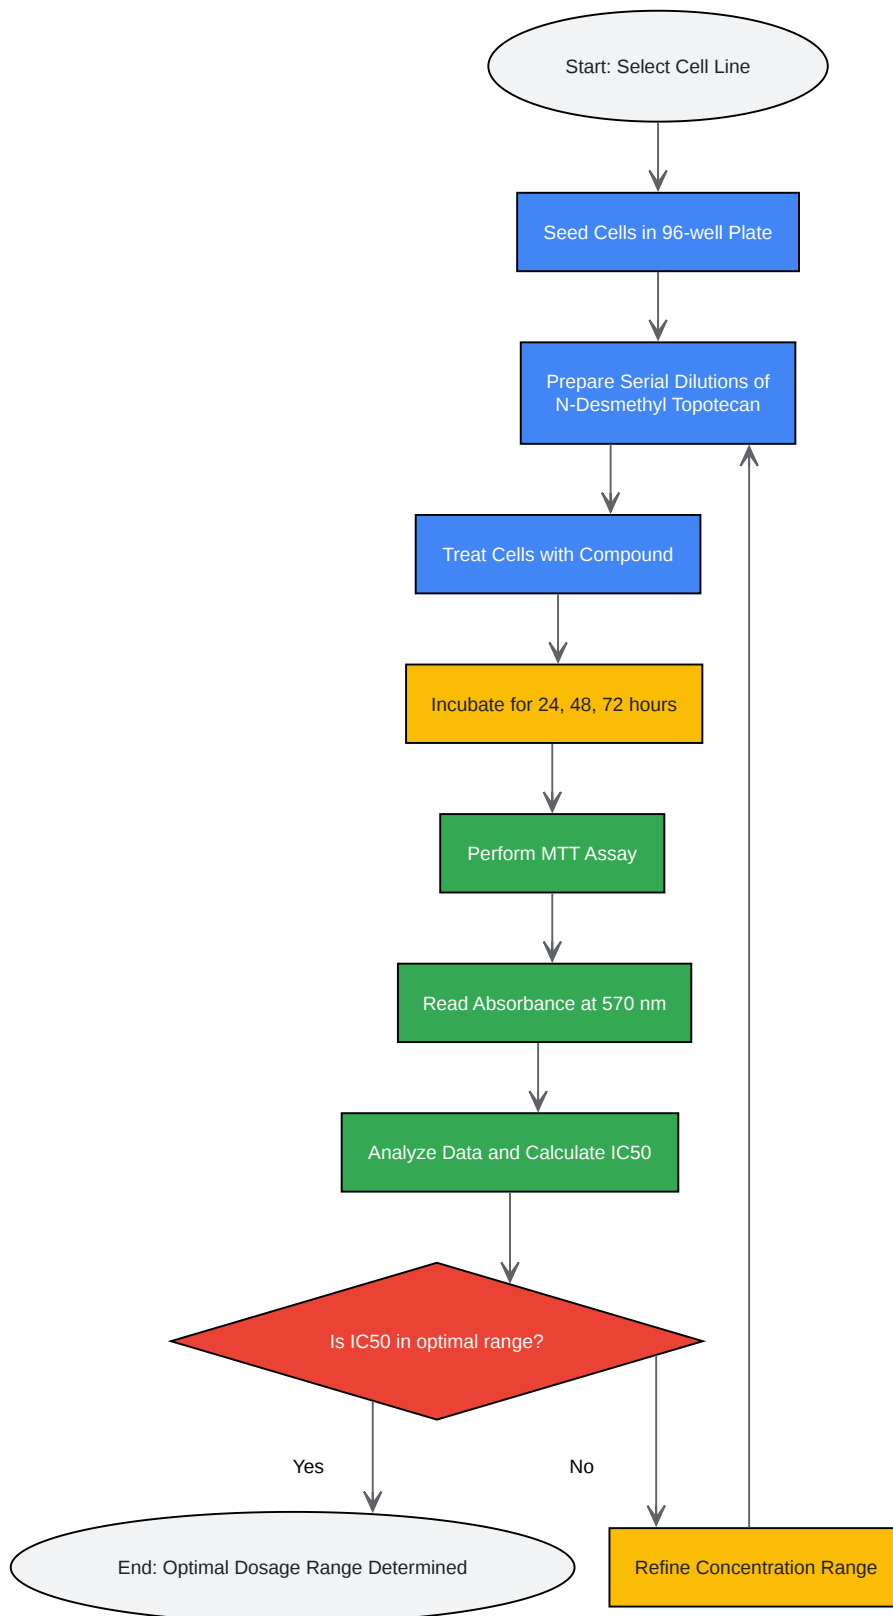 Start: Select Cell Line
Seed Cells in 96-well Plate
Prepare Serial Dilutions of
N-Desmethyl Topotecan
Treat Cells with Compound
Incubate for 24, 48, 72 hours
Perform MTT Assay
Read Absorbance at 570 nm
Analyze Data and Calculate IC50
Is IC50 in optimal range?
Yes
No
End: Optimal Dosage Range Determined
Refine Concentration Range